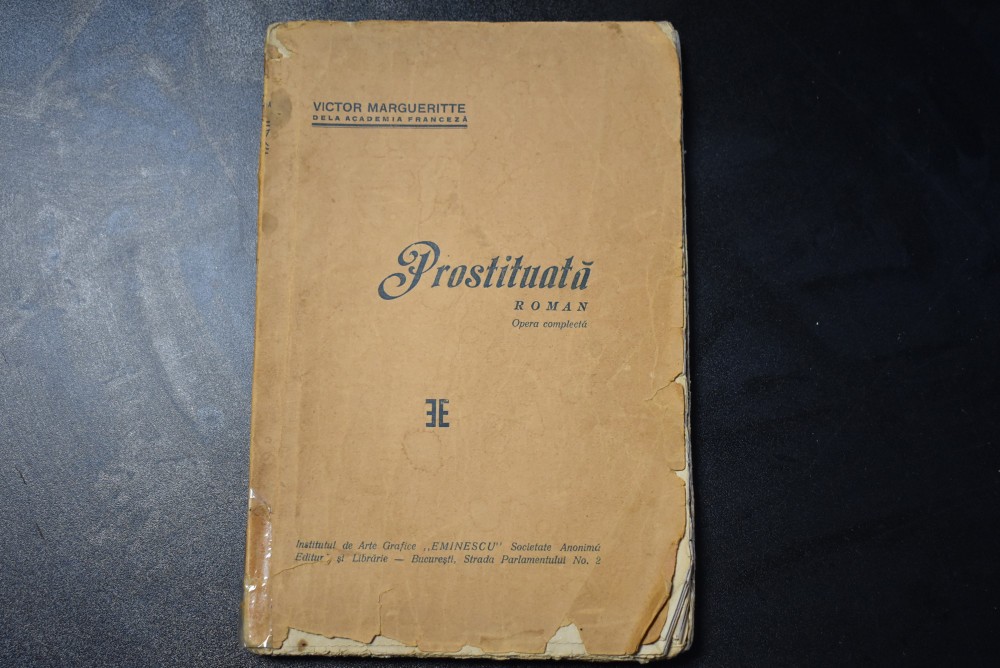 VICTOR MARGUERITTE
DELA ACADEMIA FRANCEZĂ
Prostituată
ROMAN
Opera complectă
Institutul de Arte Grafice ,,EMINESCU" Societate Anonimă
Editur şi Librărie — Bucureşti, Strada Parlamentului No. 2